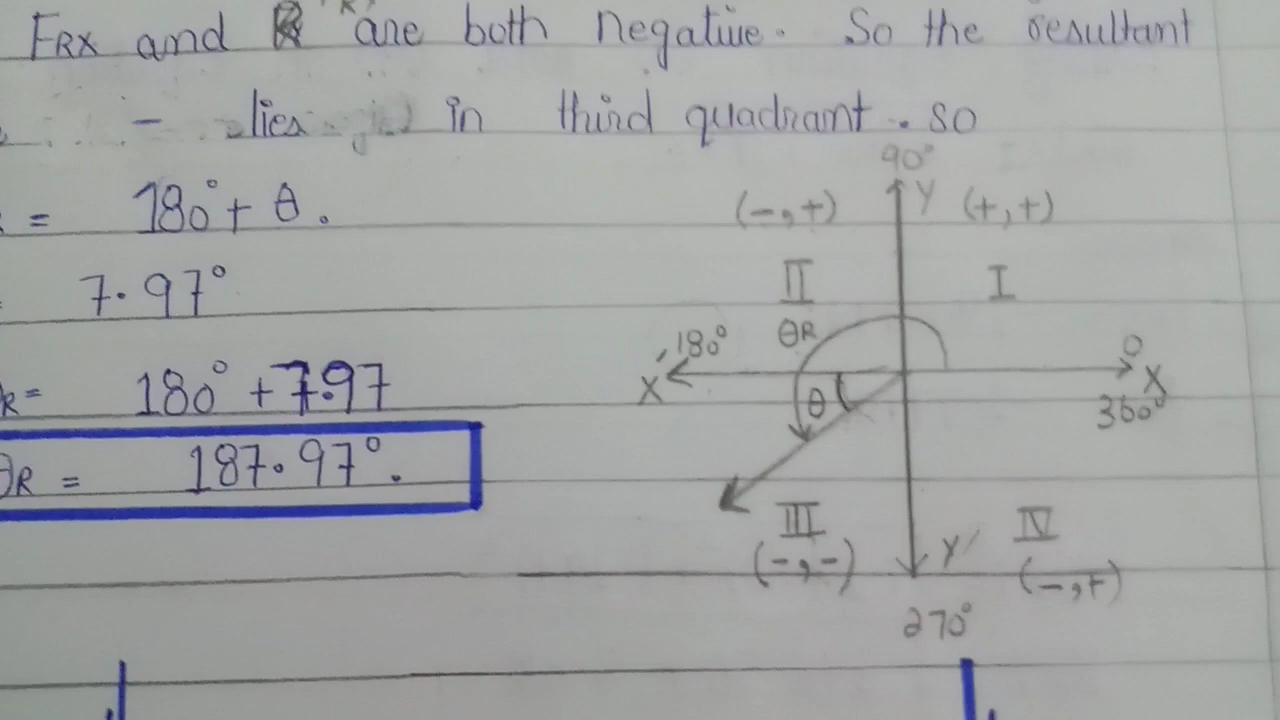 FRX and are both negative. So the resultant
- lies in third quadrant. so
= 180° + θ.
7.97°
R = 180° + 7.97
θR = 187.97°.
90°
Y
(-,+) (+,+)
II I
θR
180° 0
X' X
θ 360°
III IV
Y'
(-,-) (-,+)
270°